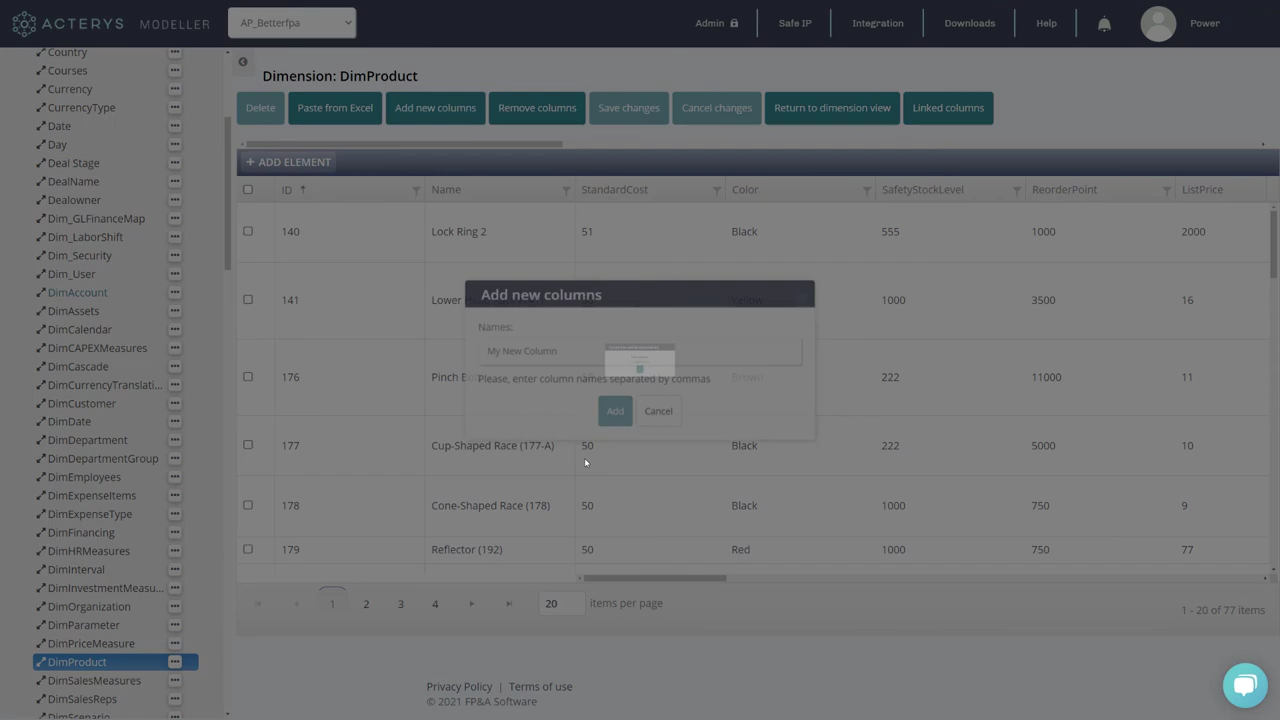 ACTERYS MODELLER
AP_Betterfpa
Admin
Safe IP
Integration
Downloads
Help
Power
Country
Courses
Currency
CurrencyType
Date
Day
Deal Stage
DealName
Dealowner
Dim_GLFinanceMap
Dim_LaborShift
Dim_Security
Dim_User
DimAccount
DimAssets
DimCalendar
DimCAPEXMeasures
DimCascade
DimCurrencyTranslati...
DimCustomer
DimDate
DimDepartment
DimDepartmentGroup
DimEmployees
DimExpenseItems
DimExpenseType
DimFinancing
DimHRMeasures
DimInterval
DimInvestmentMeasu...
DimOrganization
DimParameter
DimPriceMeasure
DimProduct
DimSalesMeasures
DimSalesReps
DimScenario
Dimension: DimProduct
Delete
Paste from Excel
Add new columns
Remove columns
Save changes
Cancel changes
Return to dimension view
Linked columns
+ ADD ELEMENT
ID ↑ Name StandardCost Color SafetyStockLevel ReorderPoint ListPrice
140 Lock Ring 2 51 Black 555 1000 2000
141 Lower Yellow 1000 3500 16
176 Pinch B Brown 222 11000 11
177 Cup-Shaped Race (177-A) 50 Black 222 5000 10
178 Cone-Shaped Race (178) 50 Black 1000 750 9
179 Reflector (192) 50 Red 1000 750 77
Add new columns
Names:
My New Column
Please, enter column names separated by commas
Add
Cancel
1 2 3 4 20 items per page
1 - 20 of 77 items
Privacy Policy | Terms of use
© 2021 FP&A Software